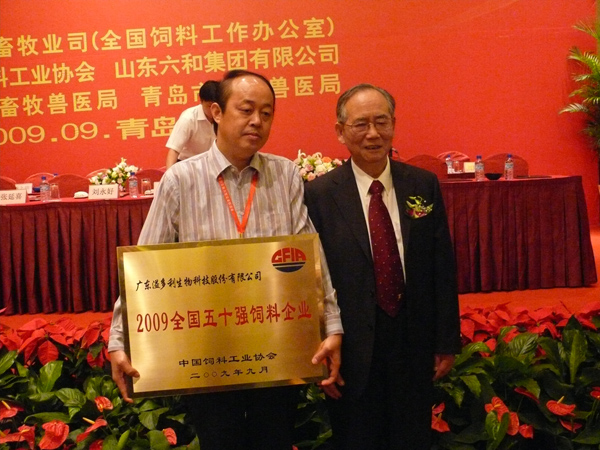 畜牧业司(全国饲料工作办公室)
料工业协会 山东六和集团有限公司
畜牧兽医局 青岛市 兽医局
2009.09.青岛
张延喜
刘永好
CFIA
广东溢多利生物科技股份有限公司
2009全国五十强饲料企业
中国饲料工业协会
二〇〇九年九月